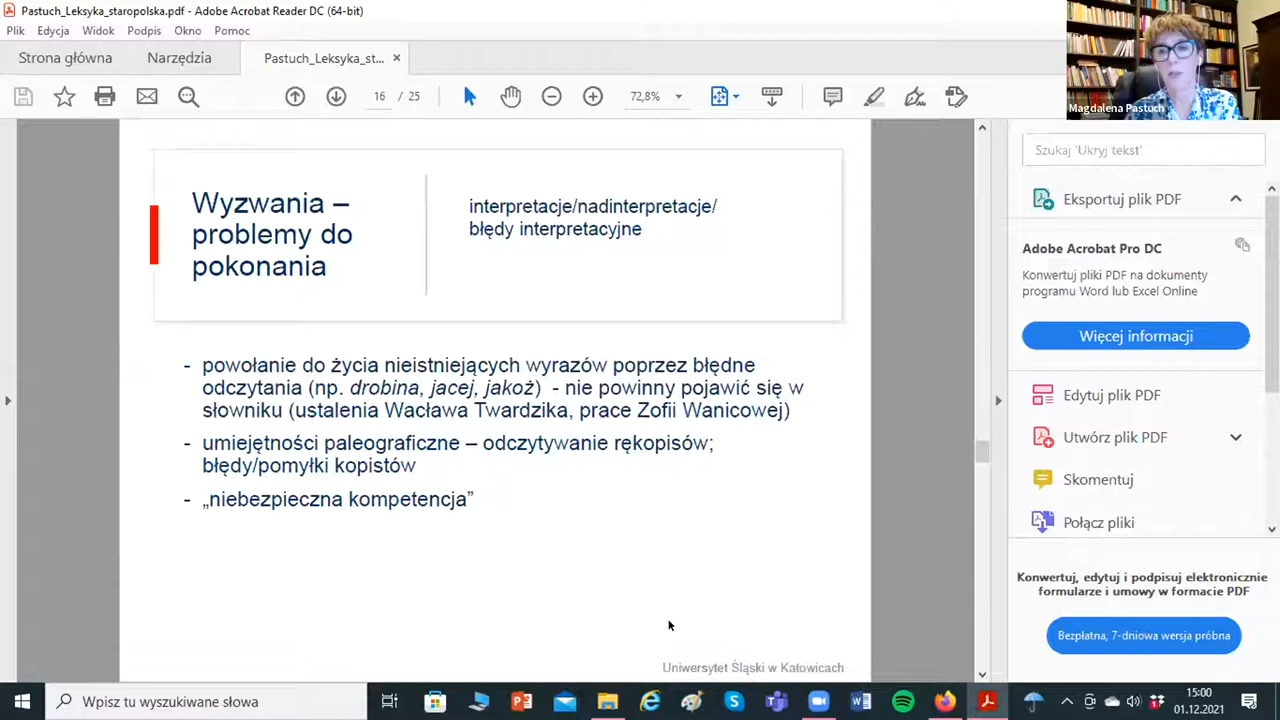 Pastuch_Leksyka_staropolska.pdf - Adobe Acrobat Reader DC (64-bit)
Plik Edycja Widok Podpis Okno Pomoc
Strona główna Narzędzia Pastuch_Leksyka_st... ×
16 / 25 72,8%
Magdalena Pastuch
Wyzwania –
problemy do
pokonania
interpretacje/nadinterpretacje/
błędy interpretacyjne
- powołanie do życia nieistniejących wyrazów poprzez błędne
odczytania (np. drobina, jacej, jakoż) - nie powinny pojawić się w
słowniku (ustalenia Wacława Twardzika, prace Zofii Wanicowej)
- umiejętności paleograficzne – odczytywanie rękopisów;
błędy/pomyłki kopistów
- „niebezpieczna kompetencja”
Uniwersytet Śląski w Katowicach
Szukaj 'Ukryj tekst'
Eksportuj plik PDF
Adobe Acrobat Pro DC
Konwertuj pliki PDF na dokumenty
programu Word lub Excel Online
Więcej informacji
Edytuj plik PDF
Utwórz plik PDF
Skomentuj
Połącz pliki
Konwertuj, edytuj i podpisuj elektronicznie
formularze i umowy w formacie PDF
Bezpłatna, 7-dniowa wersja próbna
Wpisz tu wyszukiwane słowa
15:00
01.12.2021